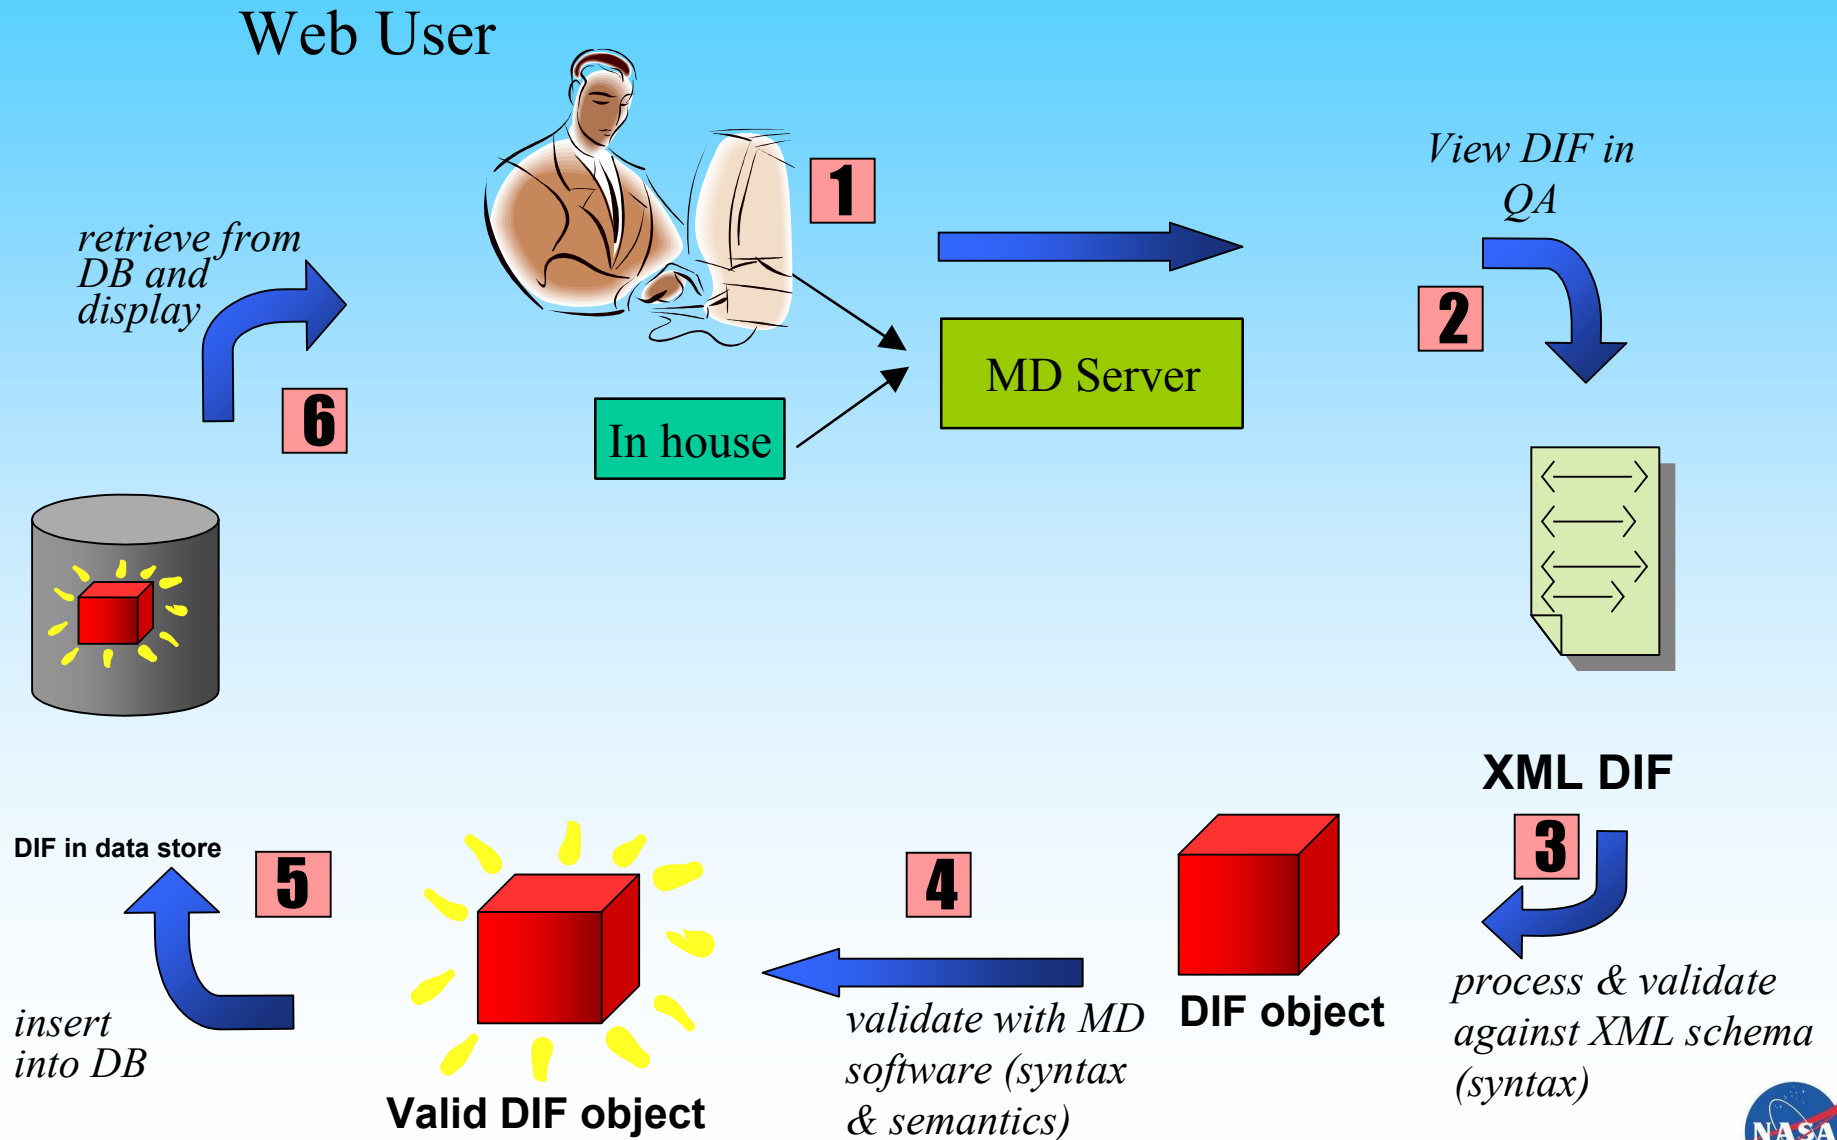 Web User
1
View DIF in
QA
retrieve from
DB and
display
2
MD Server
6
In house
XML DIF
3
DIF in data store
5
4
process & validate
against XML schema
(syntax)
DIF object
validate with MD
software (syntax
& semantics)
insert
into DB
Valid DIF object
NASA